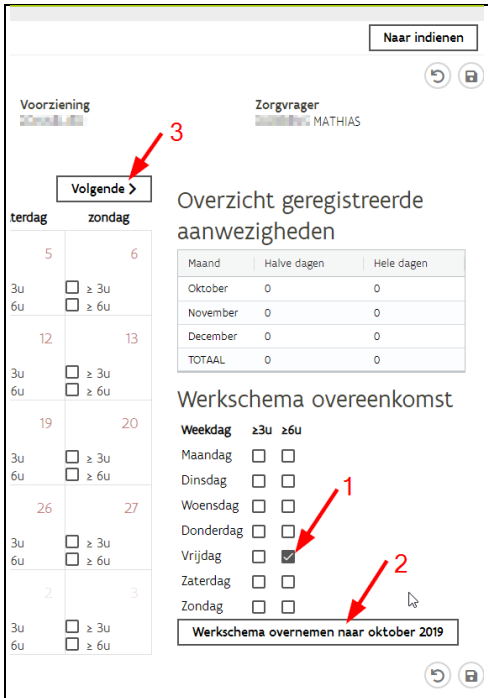 Naar indienen
Voorziening
Zorgvrager
MATHIAS
3
Volgende >
terdag zondag
5 6
3u ≥ 3u
6u ≥ 6u
12 13
3u ≥ 3u
6u ≥ 6u
19 20
3u ≥ 3u
6u ≥ 6u
26 27
3u ≥ 3u
6u ≥ 6u
2 3
3u ≥ 3u
6u ≥ 6u
Overzicht geregistreerde
aanwezigheden
Maand Halve dagen Hele dagen
Oktober 0 0
November 0 0
December 0 0
TOTAAL 0 0
Werkschema overeenkomst
Weekdag ≥3u ≥6u
Maandag
Dinsdag
1
Woensdag
Donderdag
Vrijdag
2
Zaterdag
Zondag
Werkschema overnemen naar oktober 2019